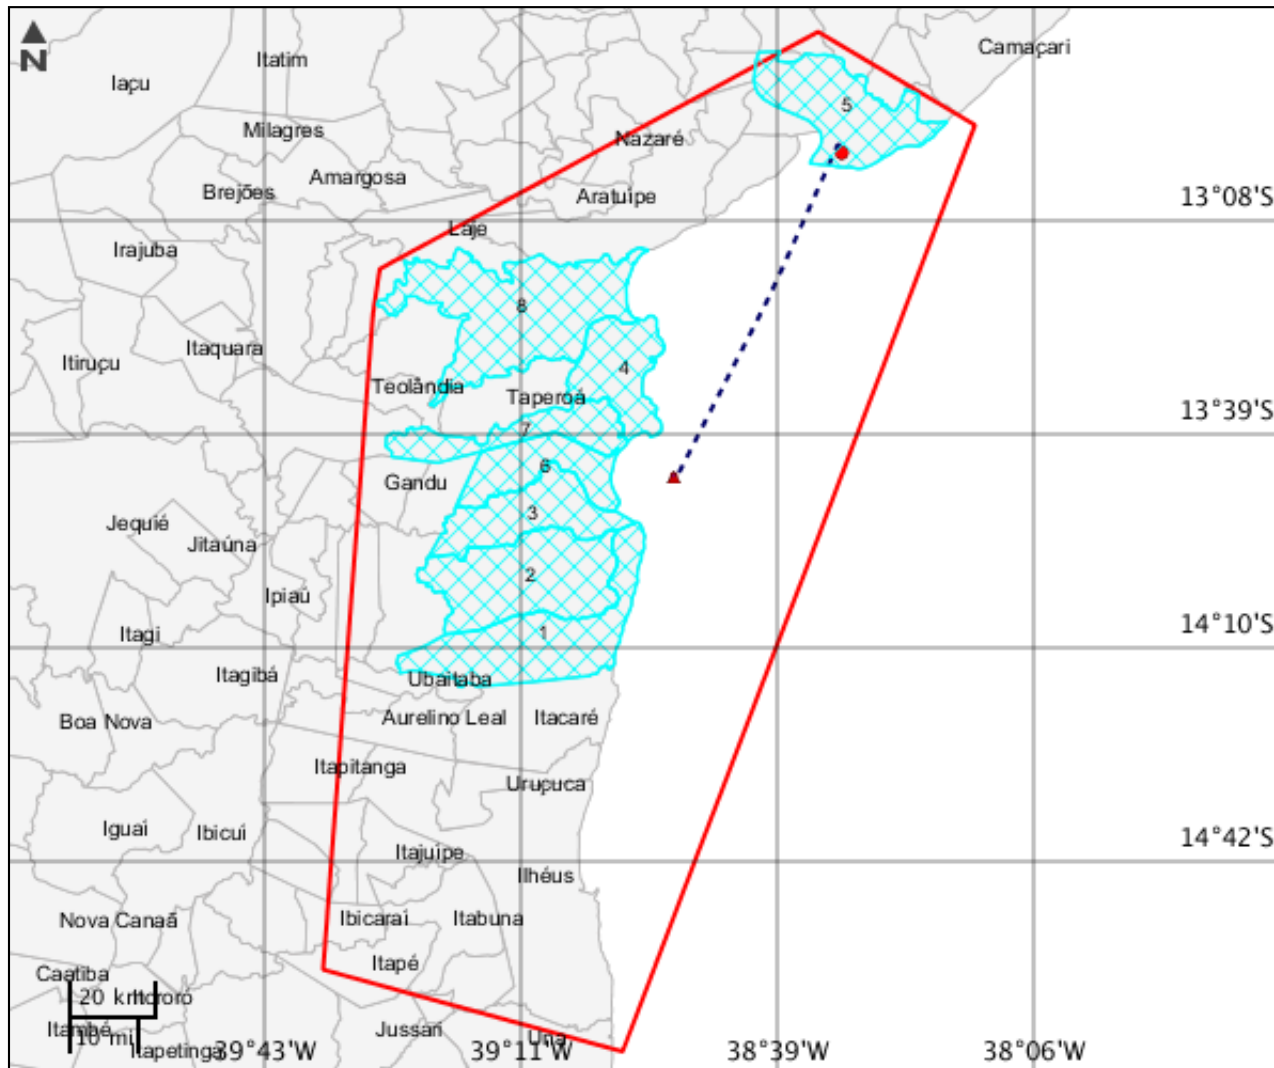 Camaçari
Itatim
Iaçu
N
5
Milagres
Nazaré
Amargosa
Brejões
Aratuípe
13°08'S
Laje
Irajuba
8
Itaquara
Itiruçu
4
Teolândia
Taperoá
13°39'S
7
6
Gandu
3
Jequié
Jitaúna
2
Ipiaú
14°10'S
Itagi
1
Itagibá
Ubaitaba
Boa Nova
Aurelino Leal
Itacaré
Itapitanga
Uruçuca
Iguaí
Ibicuí
14°42'S
Itajuípe
Ilhéus
Nova Canaã
Ibicaraí
Itabuna
Itapé
Caatiba
20 km
Itororó
Itambé
10 mi
Jussari
Una
Itapetinga
39°43'W
39°11'W
38°39'W
38°06'W